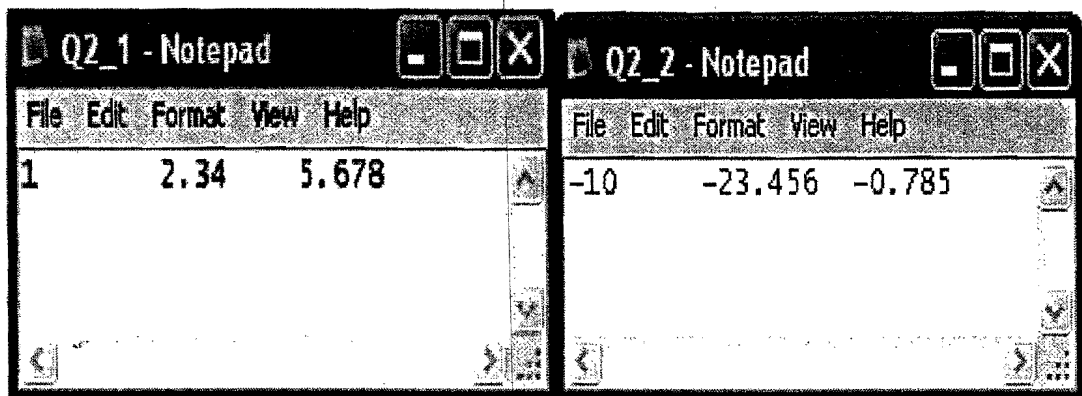 Q2_1 - Notepad
File Edit Format View Help
1 2.34 5.678
Q2_2 - Notepad
File Edit Format View Help
-10 -23.456 -0.785